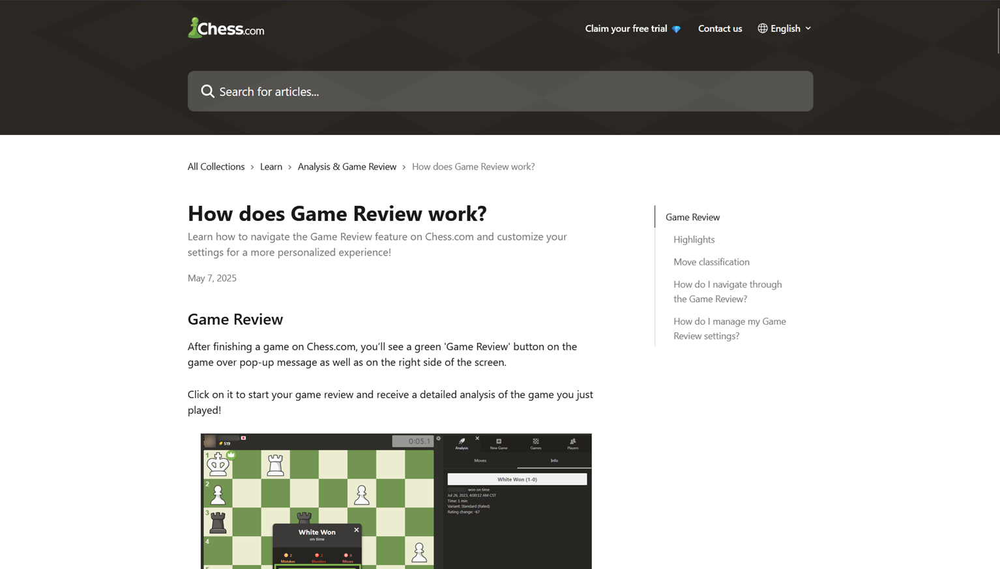 Chess.com
Claim your free trial
Contact us
English
Search for articles...
All Collections > Learn > Analysis & Game Review > How does Game Review work?
How does Game Review work?
Learn how to navigate the Game Review feature on Chess.com and customize your
settings for a more personalized experience!
May 7, 2025
Game Review
After finishing a game on Chess.com, you’ll see a green 'Game Review' button on the
game over pop-up message as well as on the right side of the screen.
Click on it to start your game review and receive a detailed analysis of the game you just
played!
Game Review
Highlights
Move classification
How do I navigate through
the Game Review?
How do I manage my Game
Review settings?
519
0:05.1
1
2
3
4
White Won
on time
2
2
0
Mistakes
Blunders
Misses
Analysis
New Game
Games
Players
Moves
Info
White Won (1-0)
won on time
Jul 26, 2023, 4:00:12 AM CST
Time: 1 min
Variant: Standard (Rated)
Rating change: -67